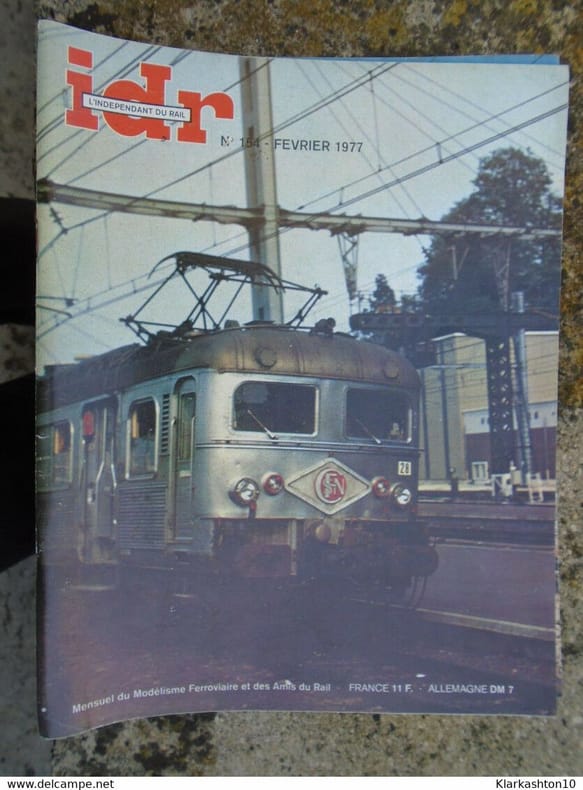 idr
L'INDEPENDANT DU RAIL
N° 154 - FEVRIER 1977
28
SNCF
Mensuel du Modélisme Ferroviaire et des Amis du Rail - FRANCE 11 F. - ALLEMAGNE DM 7
www.delcampe.net
Klarkashton10